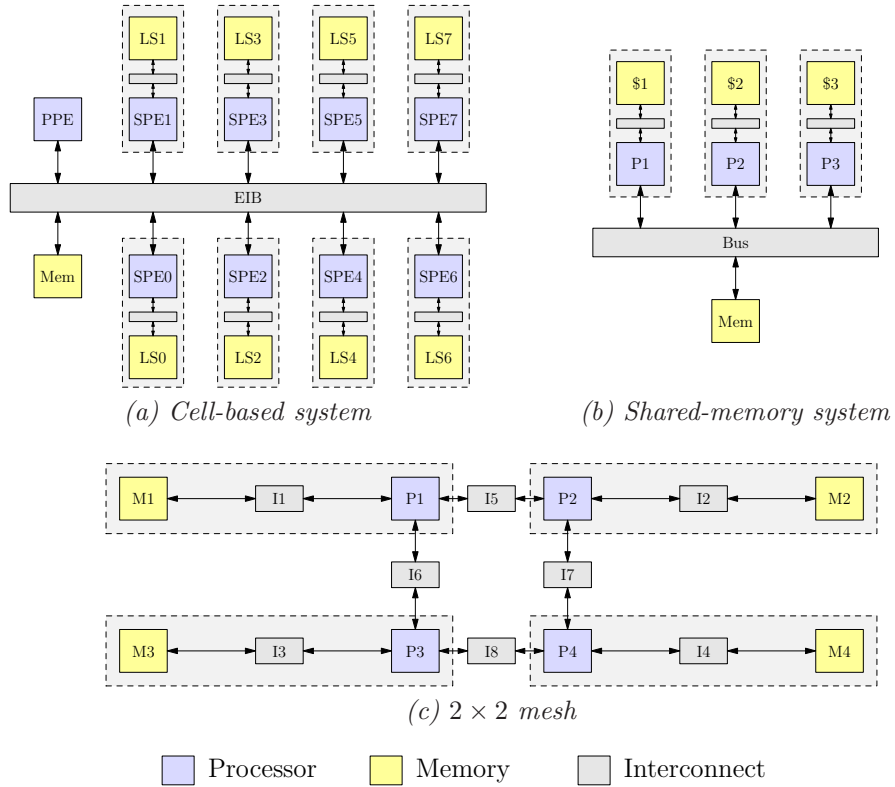 LS1 LS3 LS5 LS7
PPE SPE1 SPE3 SPE5 SPE7
EIB
Mem SPE0 SPE2 SPE4 SPE6
LS0 LS2 LS4 LS6
(a) Cell-based system
$1 $2 $3
P1 P2 P3
Bus
Mem
(b) Shared-memory system
M1 I1 P1 I5 P2 I2 M2
I6 I7
M3 I3 P3 I8 P4 I4 M4
(c) 2 × 2 mesh
Processor Memory Interconnect